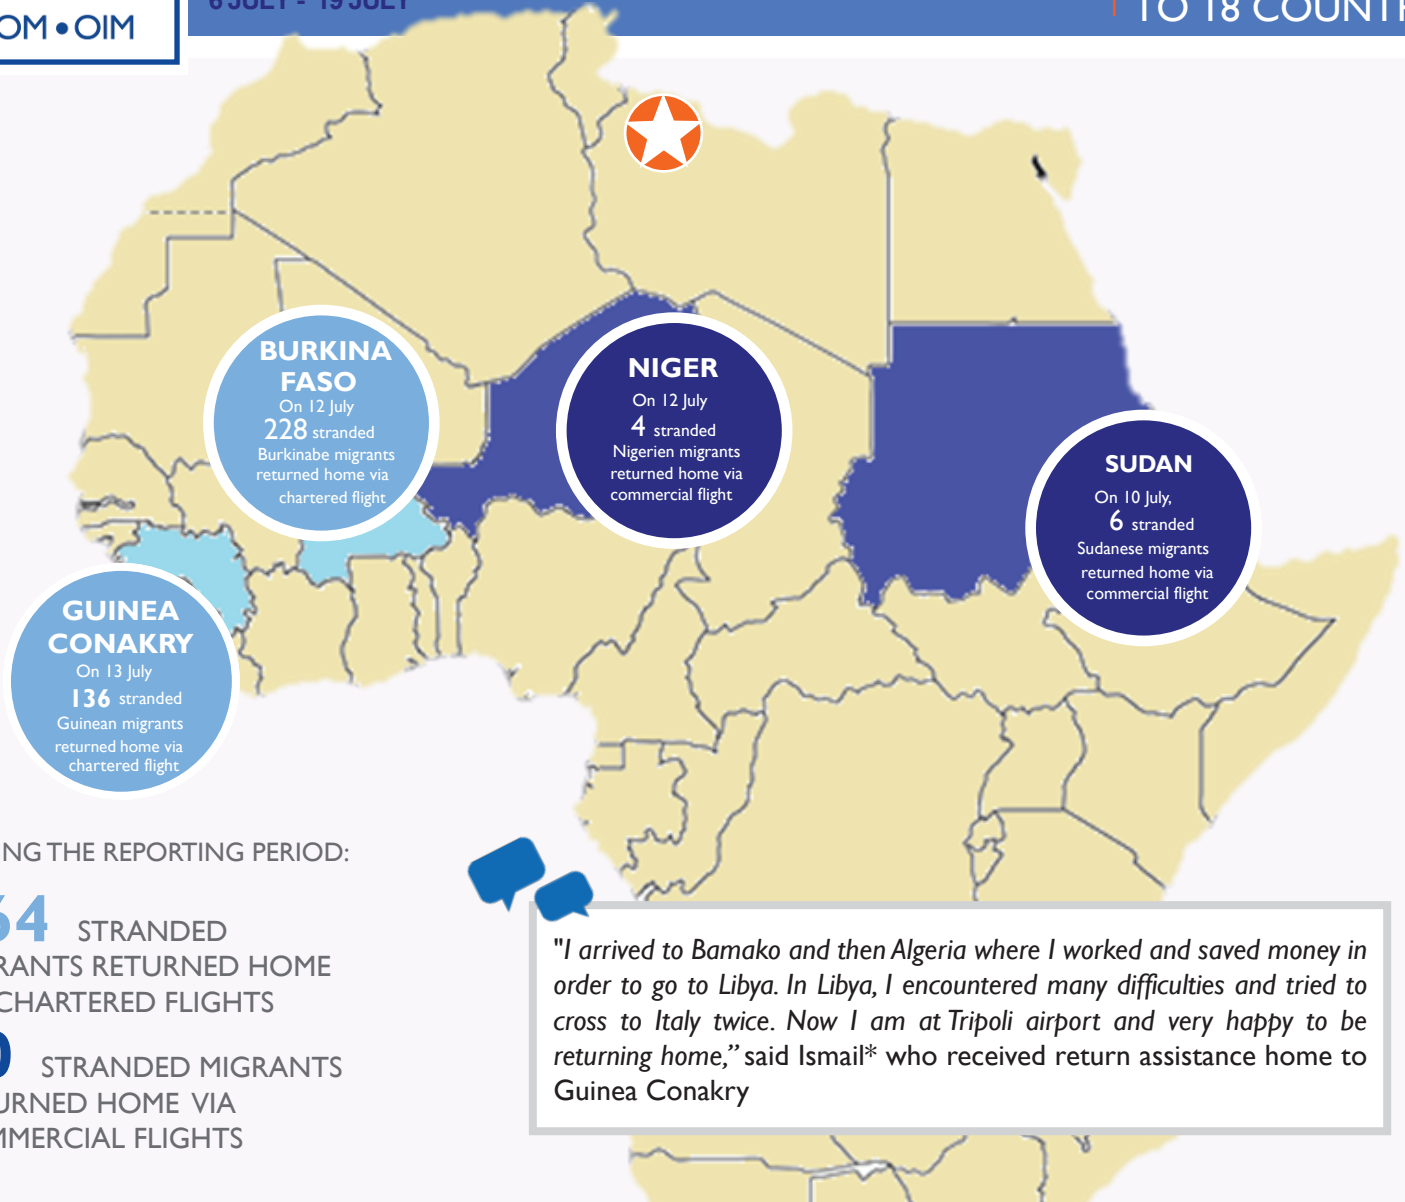 OM • OIM
6 JULY - 19 JULY
TO 18
BURKINA
FASO
On 12 July
228 stranded
Burkinabe migrants
returned home via
chartered flight
NIGER
On 12 July
4 stranded
Nigerien migrants
returned home via
commercial flight
SUDAN
On 10 July,
6 stranded
Sudanese migrants
returned home via
commercial flight
GUINEA
CONAKRY
On 13 July
136 stranded
Guinean migrants
returned home via
chartered flight
NG THE REPORTING PERIOD:
64 STRANDED
RANTS RETURNED HOME
CHARTERED FLIGHTS
0 STRANDED MIGRANTS
URNED HOME VIA
MMERCIAL FLIGHTS
"I arrived to Bamako and then Algeria where I worked and saved money in
order to go to Libya. In Libya, I encountered many difficulties and tried to
cross to Italy twice. Now I am at Tripoli airport and very happy to be
returning home,” said Ismail* who received return assistance home to
Guinea Conakry